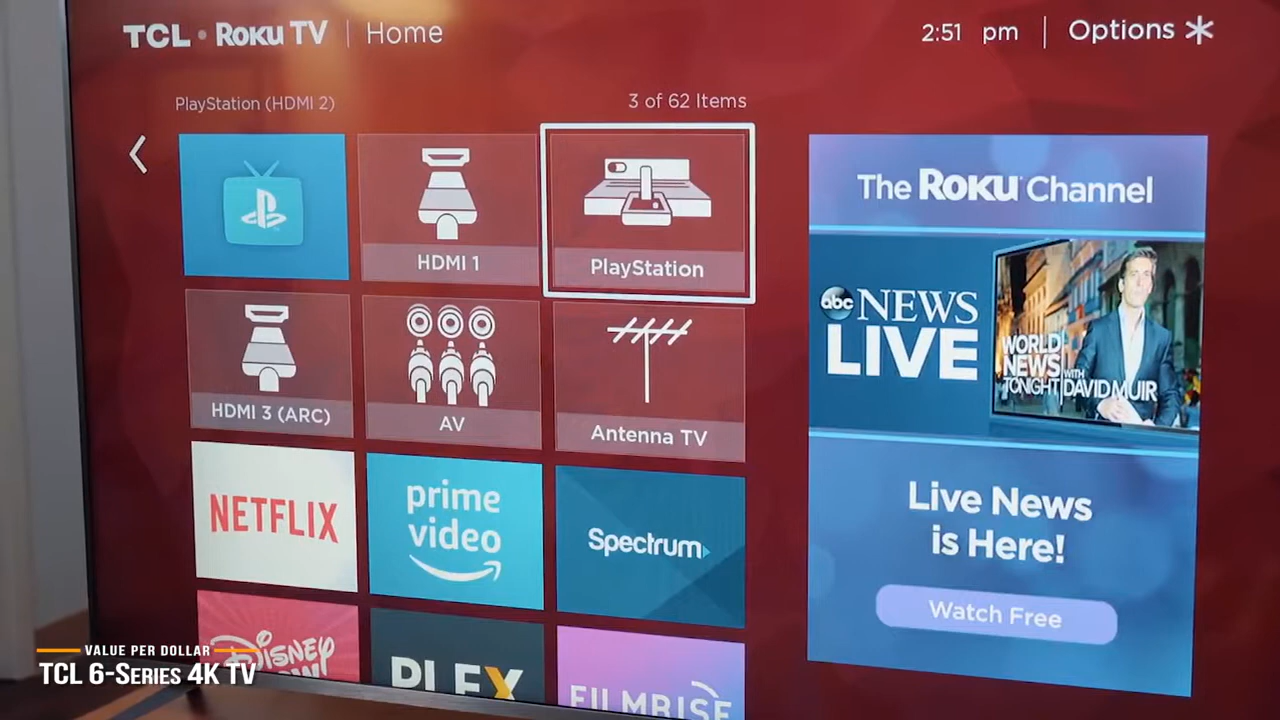 TCL • Roku TV | Home
2:51 pm | Options
PlayStation (HDMI 2)
3 of 62 Items
HDMI 1
PlayStation
HDMI 3 (ARC)
AV
Antenna TV
NETFLIX
prime
video
Spectrum
DISNEY
PLEX
FILMRISE
The Roku Channel
abc NEWS
LIVE
WORLD
NEWS WITH
TONIGHT DAVID MUIR
Live News
is Here!
Watch Free
VALUE PER DOLLAR
TCL 6-SERIES 4K TV